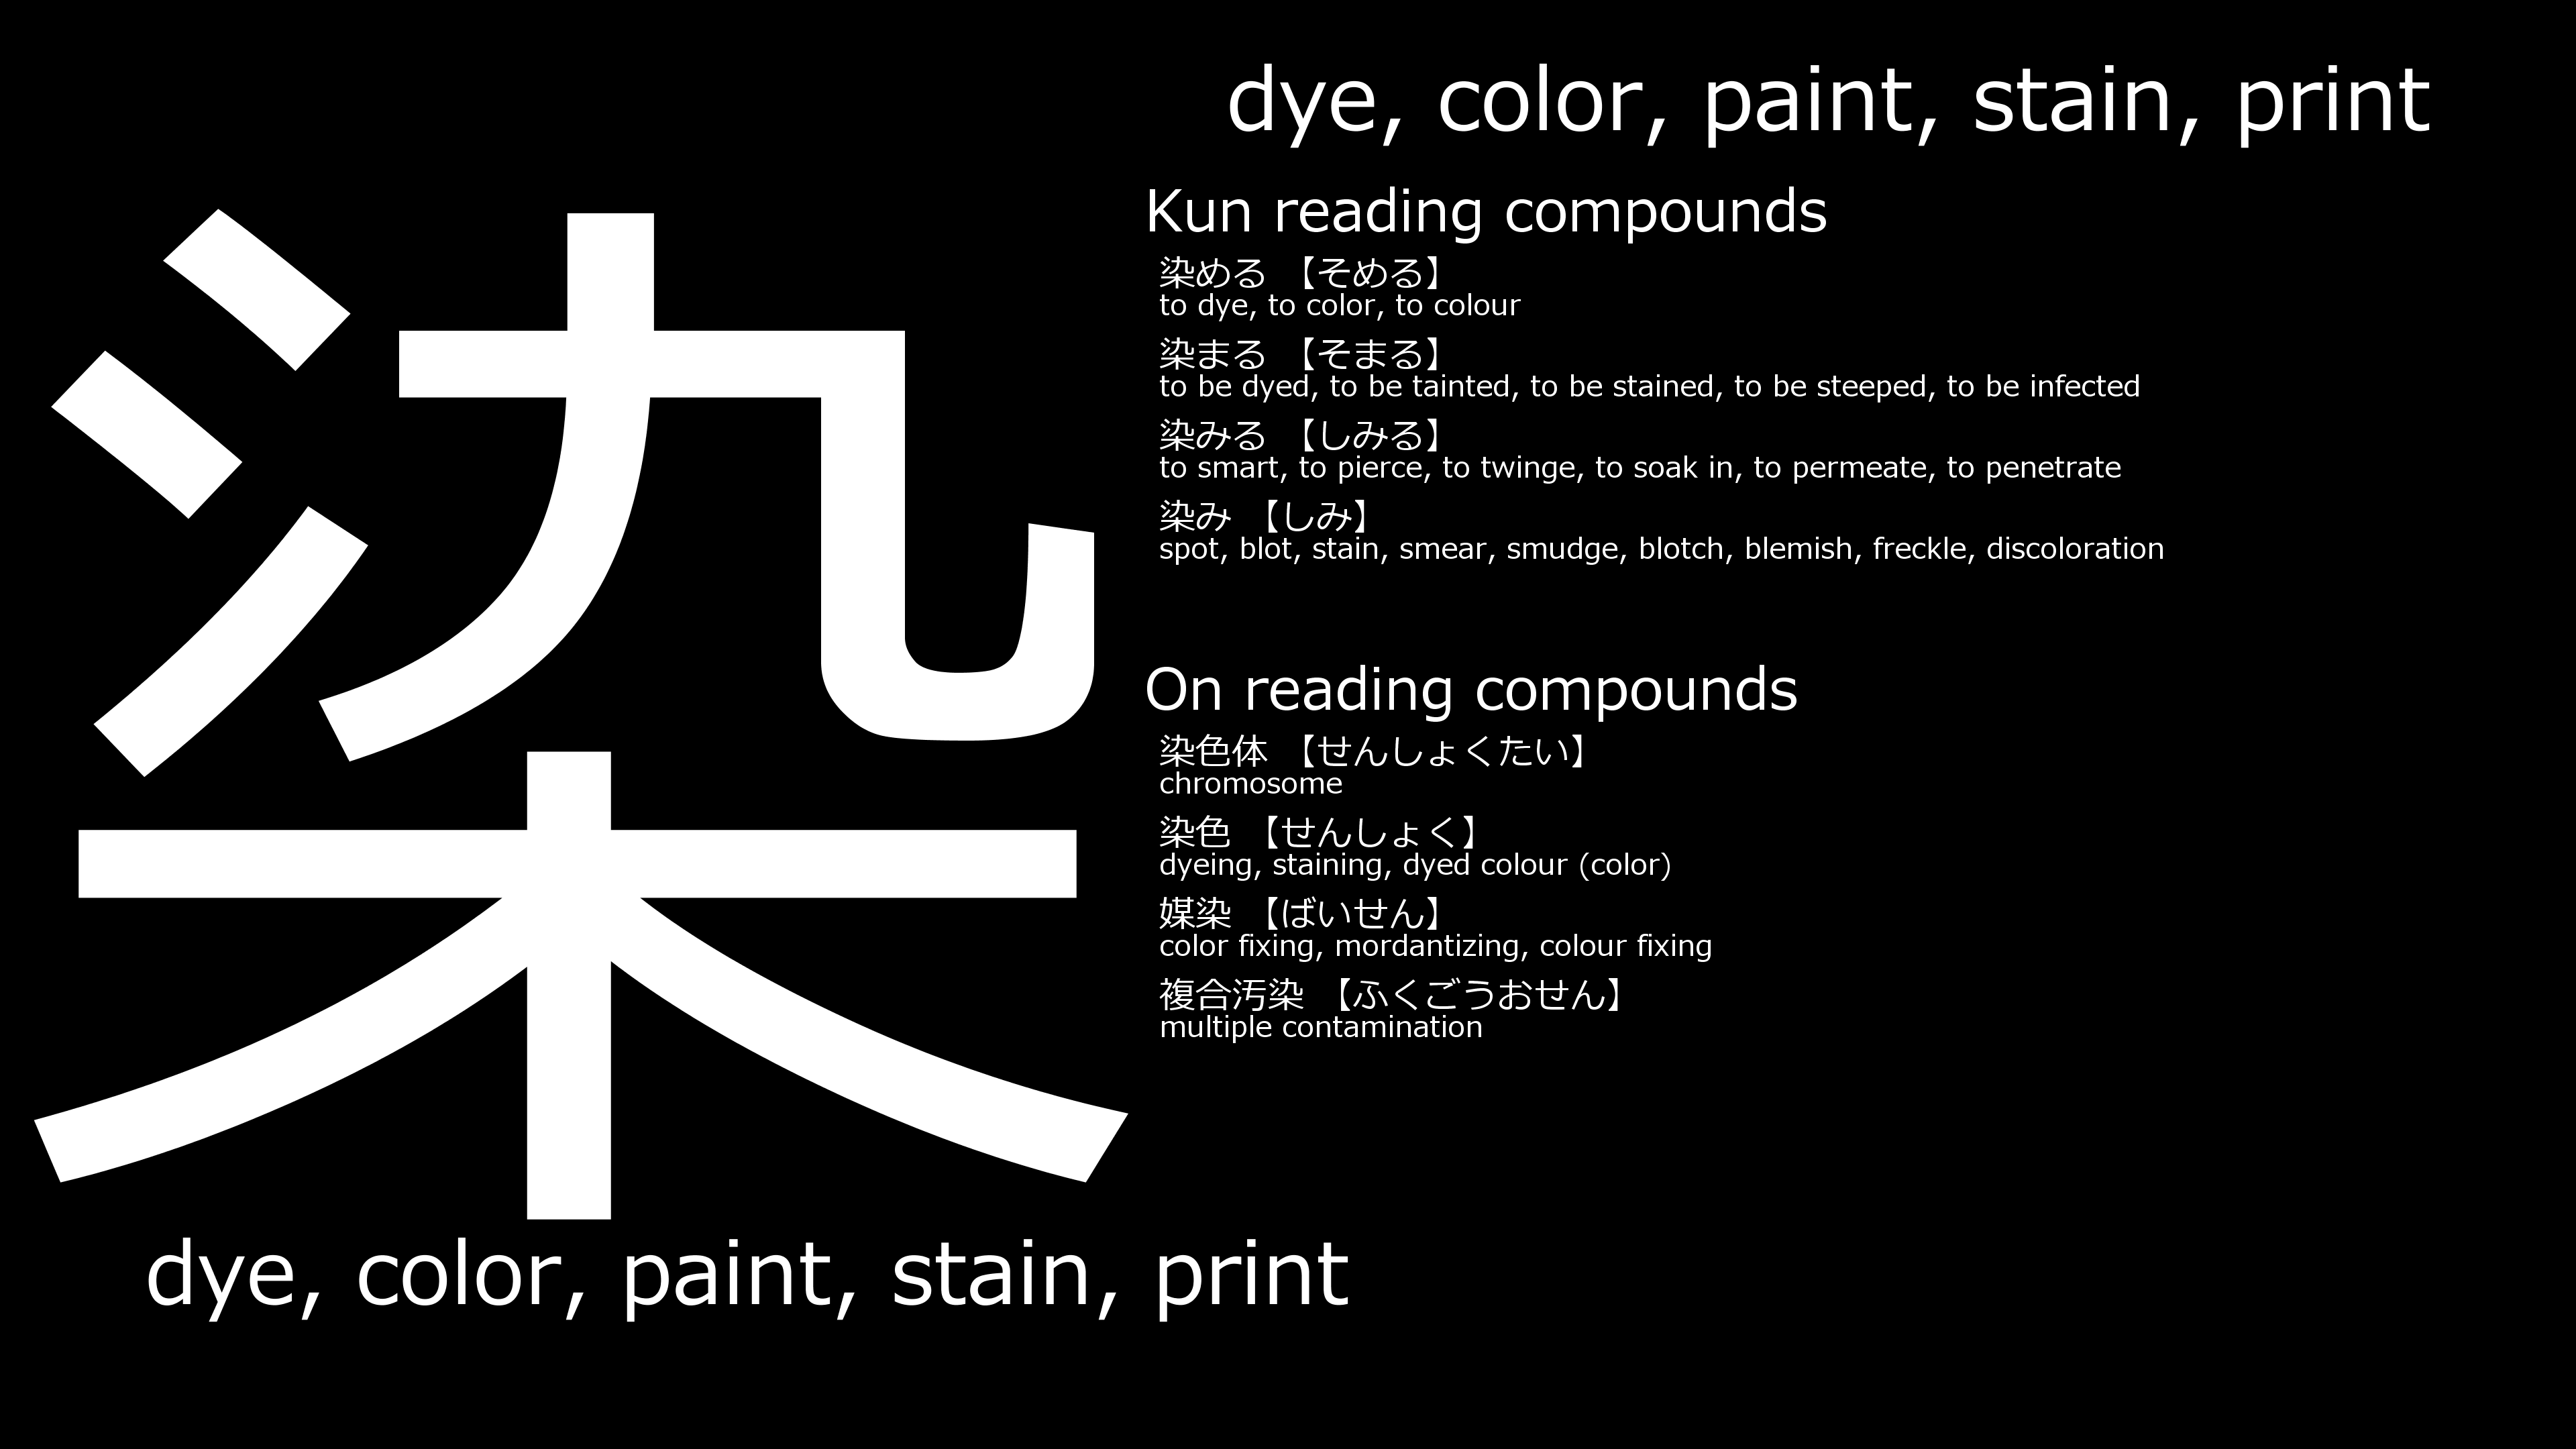 染
dye, color, paint, stain, print
dye, color, paint, stain, print
Kun reading compounds
染める 【そめる】
to dye, to color, to colour
染まる 【そまる】
to be dyed, to be tainted, to be stained, to be steeped, to be infected
染みる 【しみる】
to smart, to pierce, to twinge, to soak in, to permeate, to penetrate
染み 【しみ】
spot, blot, stain, smear, smudge, blotch, blemish, freckle, discoloration
On reading compounds
染色体 【せんしょくたい】
chromosome
染色 【せんしょく】
dyeing, staining, dyed colour (color)
媒染 【ばいせん】
color fixing, mordantizing, colour fixing
複合汚染 【ふくごうおせん】
multiple contamination